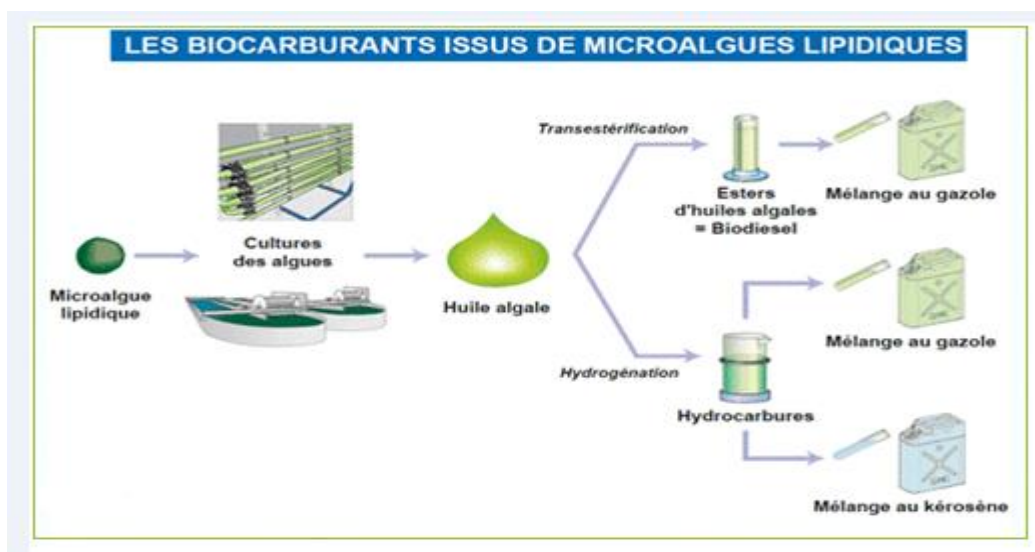 LES BIOCARBURANTS ISSUS DE MICROALGUES LIPIDIQUES
Microalgue
lipidique
Cultures
des algues
Huile algale
Transestérification
Esters
d'huiles algales
= Biodiesel
Mélange au gazole
Hydrogénation
Hydrocarbures
Mélange au gazole
Mélange au kérosène